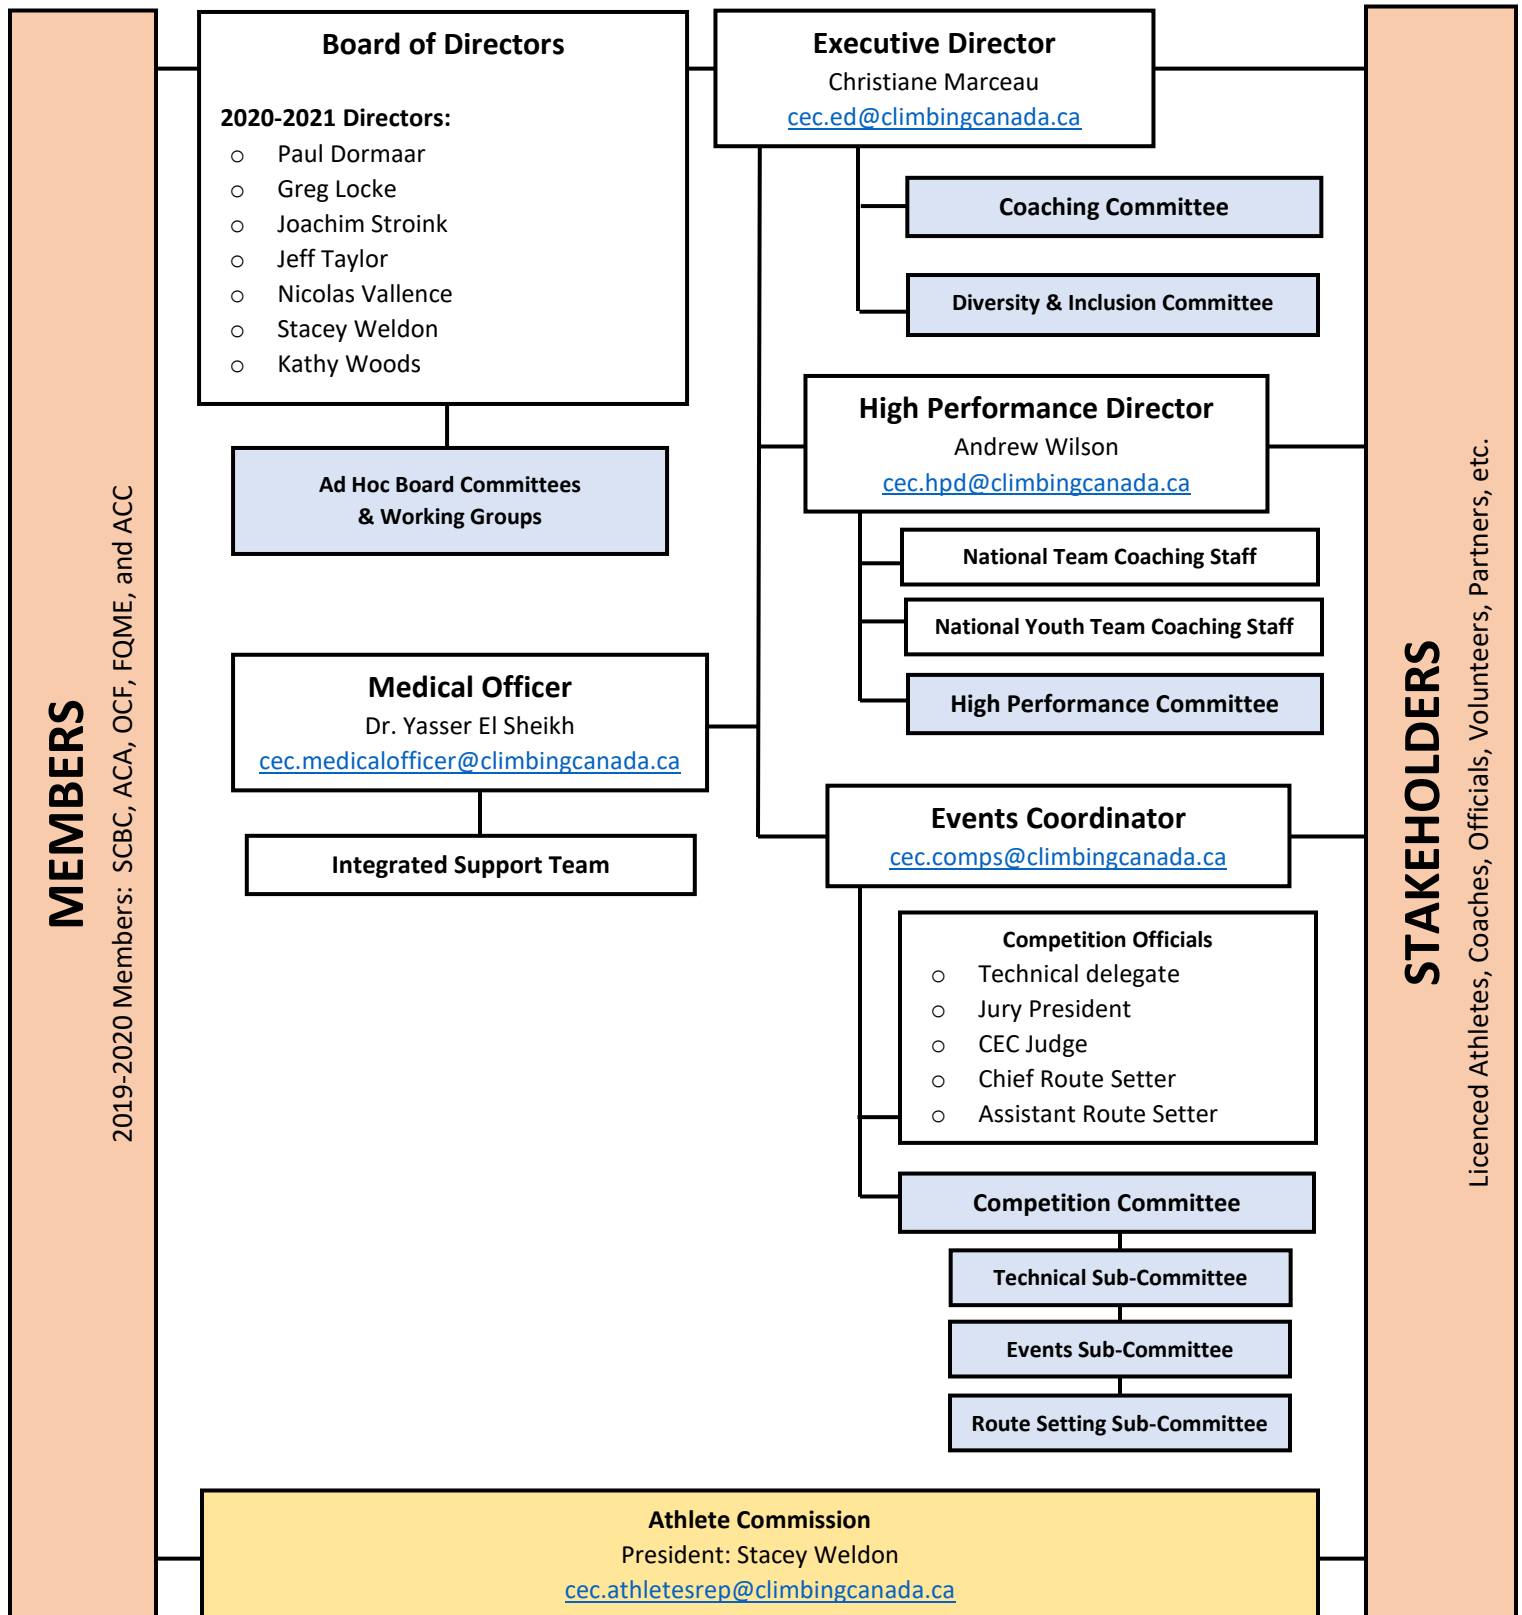 MEMBERS
2019-2020 Members: SCBC, ACA, OCF, FQME, and ACC
Board of Directors
2020-2021 Directors:
o Paul Dormaar
o Greg Locke
o Joachim Stroink
o Jeff Taylor
o Nicolas Vallence
o Stacey Weldon
o Kathy Woods
Ad Hoc Board Committees
& Working Groups
Executive Director
Christiane Marceau
cec.ed@climbingcanada.ca
Coaching Committee
Diversity & Inclusion Committee
High Performance Director
Andrew Wilson
cec.hpd@climbingcanada.ca
National Team Coaching Staff
National Youth Team Coaching Staff
High Performance Committee
Medical Officer
Dr. Yasser El Sheikh
cec.medicalofficer@climbingcanada.ca
Integrated Support Team
Events Coordinator
cec.comps@climbingcanada.ca
Competition Officials
o Technical delegate
o Jury President
o CEC Judge
o Chief Route Setter
o Assistant Route Setter
Competition Committee
Technical Sub-Committee
Events Sub-Committee
Route Setting Sub-Committee
Athlete Commission
President: Stacey Weldon
cec.athletesrep@climbingcanada.ca
STAKEHOLDERS
Licenced Athletes, Coaches, Officials, Volunteers, Partners, etc.